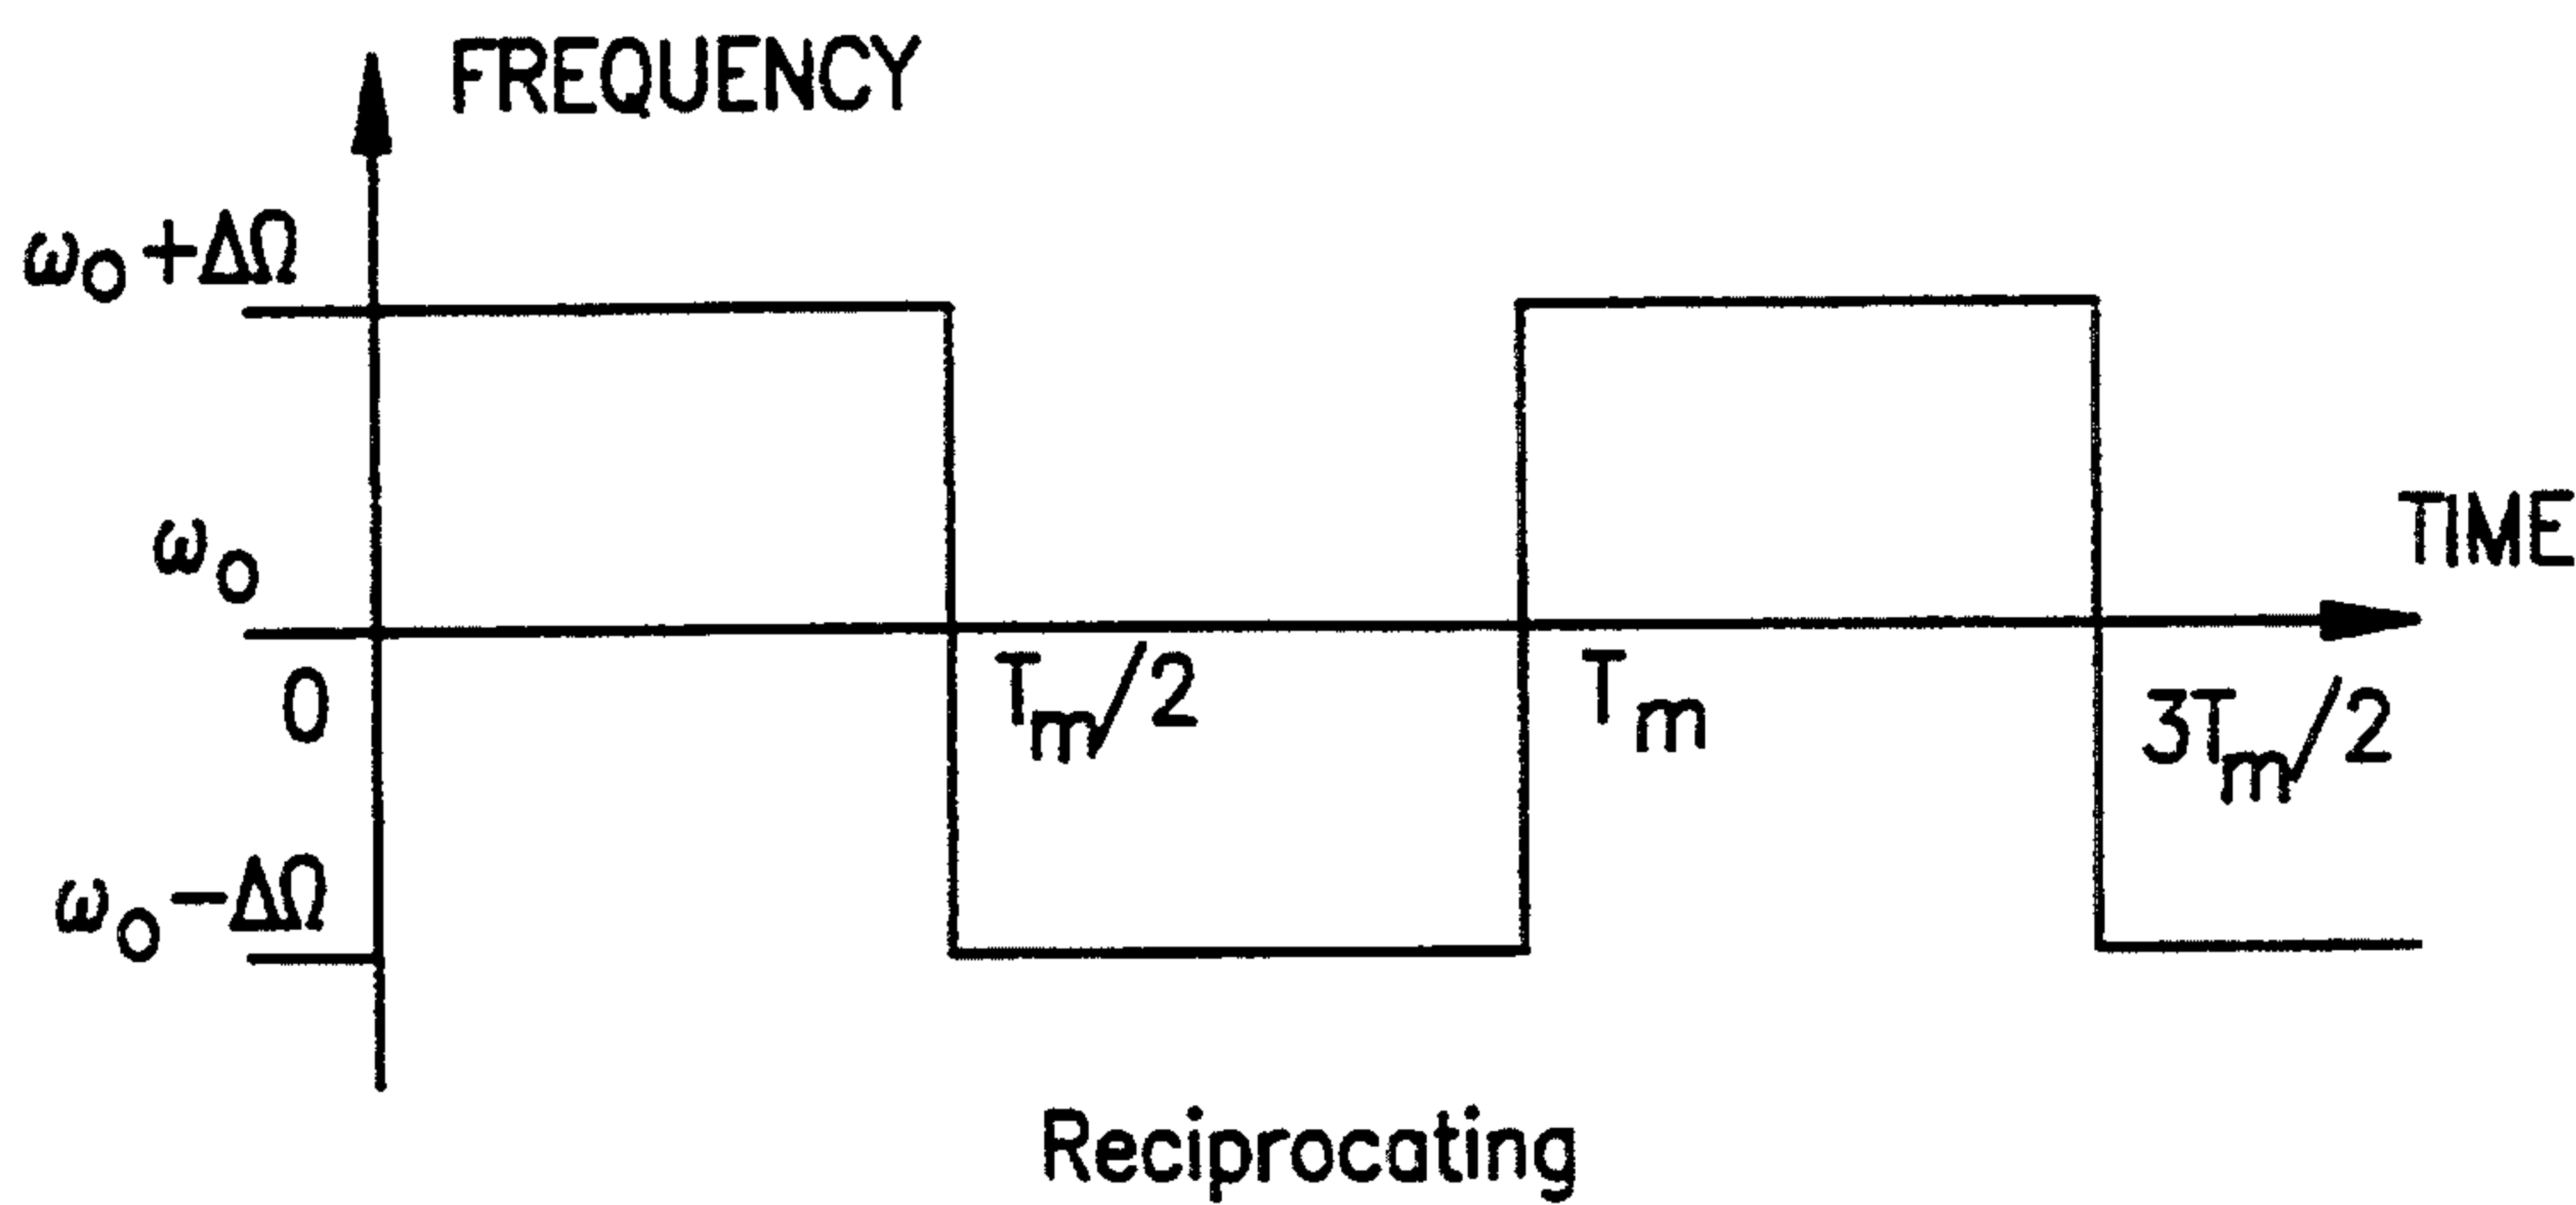 FREQUENCY
ω₀+ΔΩ
ω₀
TIME
0
Tₘ/2
Tₘ
3Tₘ/2
ω₀-ΔΩ
Reciprocating